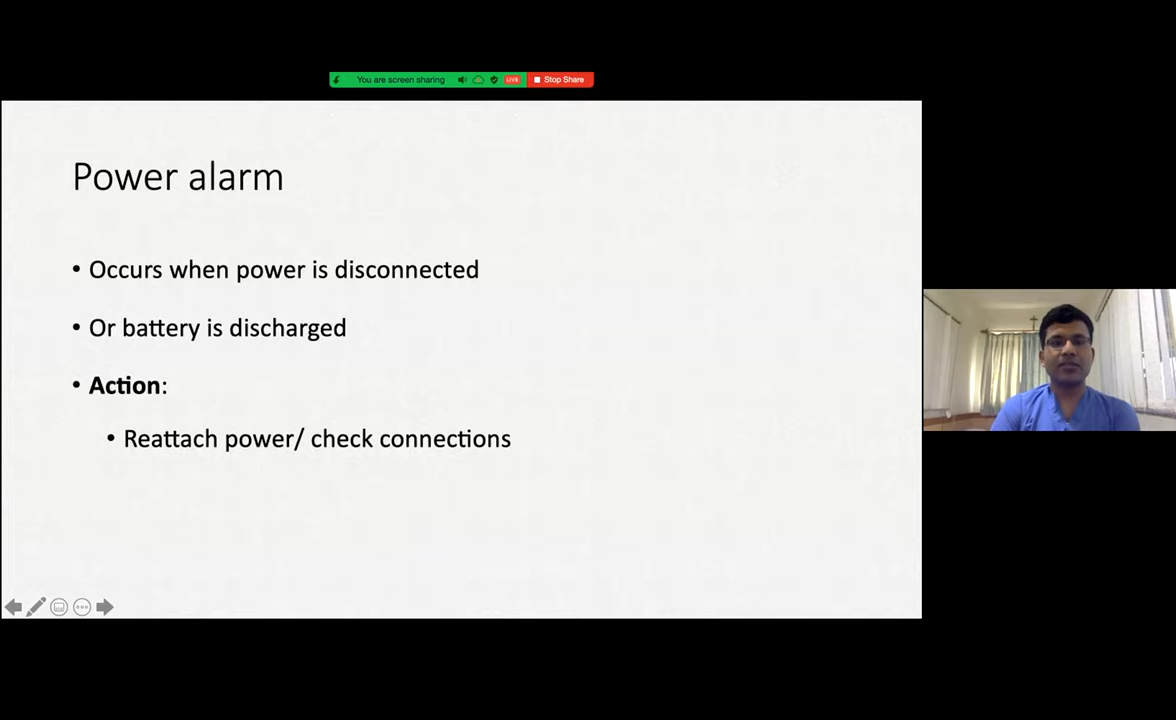 You are screen sharing
LIVE
Stop Share
Power alarm
• Occurs when power is disconnected
• Or battery is discharged
• Action:
• Reattach power/ check connections